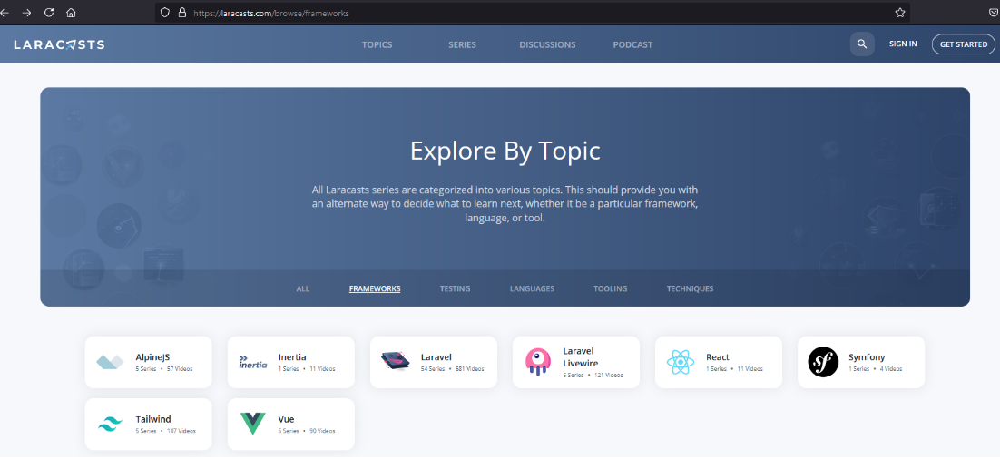 https://laracasts.com/browse/frameworks
LARACASTS
TOPICS SERIES DISCUSSIONS PODCAST SIGN IN GET STARTED
Explore By Topic
All Laracasts series are categorized into various topics. This should provide you with
an alternate way to decide what to learn next, whether it be a particular framework,
language, or tool.
ALL FRAMEWORKS TESTING LANGUAGES TOOLING TECHNIQUES
AlpineJS
5 Series • 57 Videos
inertia
Inertia
1 Series • 11 Videos
Laravel
54 Series • 681 Videos
Laravel
Livewire
5 Series • 121 Videos
React
1 Series • 11 Videos
sf
Symfony
1 Series • 4 Videos
Tailwind
5 Series • 107 Videos
Vue
5 Series • 90 Videos